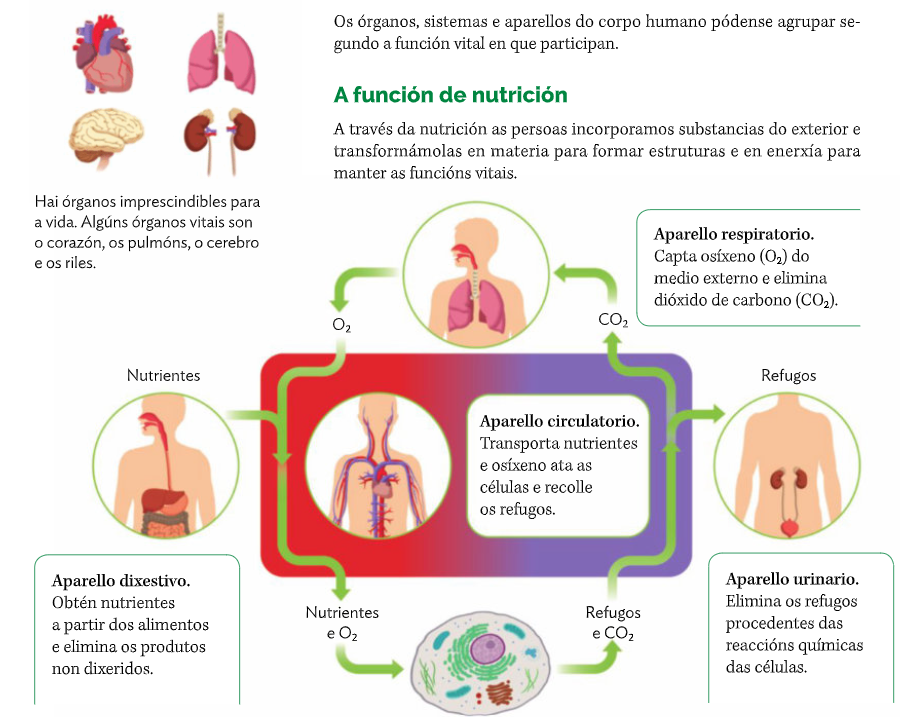 Os órganos, sistemas e aparellos do corpo humano pódense agrupar se-
gundo a función vital en que participan.
A función de nutrición
A través da nutrición as persoas incorporamos substancias do exterior e
transformámolas en materia para formar estruturas e en enerxía para
manter as funcións vitais.
Hai órganos imprescindibles para
a vida. Algúns órganos vitais son
o corazón, os pulmóns, o cerebro
e os riles.
Aparello respiratorio.
Capta osíxeno (O₂) do
medio externo e elimina
dióxido de carbono (CO₂).
O₂
CO₂
Nutrientes
Refugos
Aparello circulatorio.
Transporta nutrientes
e osíxeno ata as
células e recolle
os refugos.
Aparello dixestivo.
Obtén nutrientes
a partir dos alimentos
e elimina os produtos
non dixeridos.
Nutrientes
e O₂
Refugos
e CO₂
Aparello urinario.
Elimina os refugos
procedentes das
reaccións químicas
das células.